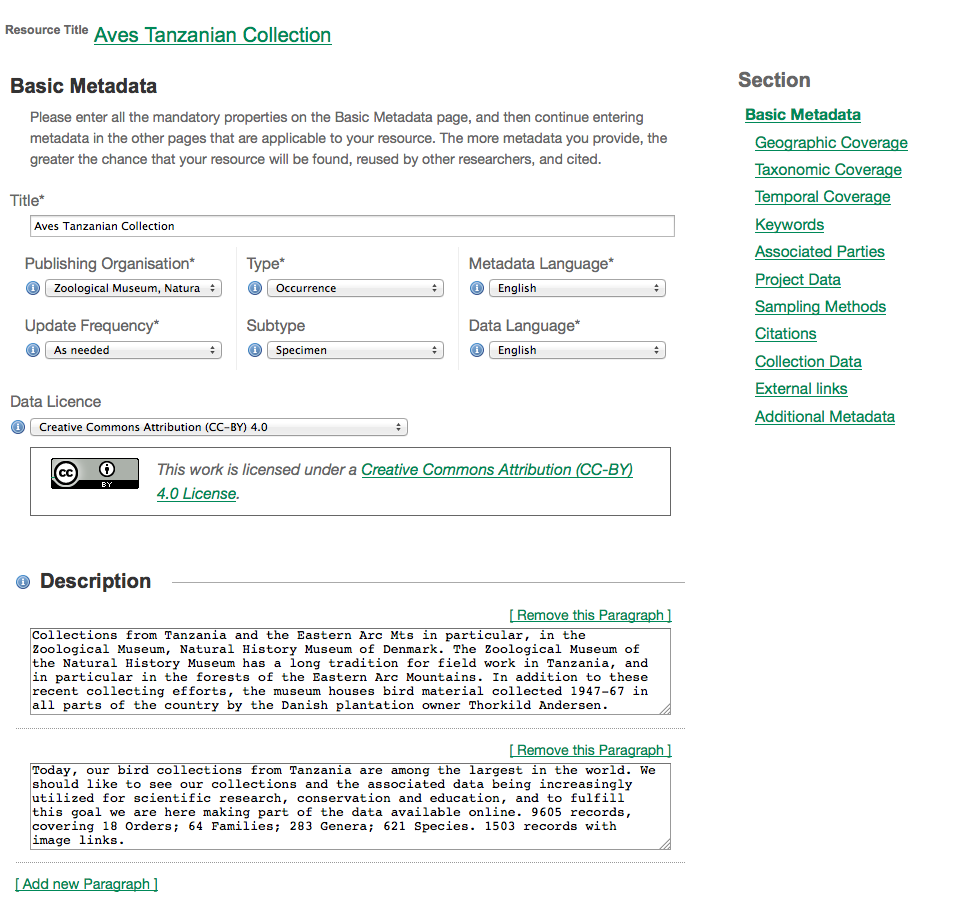 Resource Title Aves Tanzanian Collection
Basic Metadata
Please enter all the mandatory properties on the Basic Metadata page, and then continue entering
metadata in the other pages that are applicable to your resource. The more metadata you provide, the
greater the chance that your resource will be found, reused by other researchers, and cited.
Title*
Aves Tanzanian Collection
Publishing Organisation* Type* Metadata Language*
Zoological Museum, Natura Occurrence English
Update Frequency* Subtype Data Language*
As needed Specimen English
Data Licence
Creative Commons Attribution (CC-BY) 4.0
cc BY
This work is licensed under a Creative Commons Attribution (CC-BY)
4.0 License.
Description
[ Remove this Paragraph ]
Collections from Tanzania and the Eastern Arc Mts in particular, in the
Zoological Museum, Natural History Museum of Denmark. The Zoological Museum of
the Natural History Museum has a long tradition for field work in Tanzania, and
in particular in the forests of the Eastern Arc Mountains. In addition to these
recent collecting efforts, the museum houses bird material collected 1947-67 in
all parts of the country by the Danish plantation owner Thorkild Andersen.
[ Remove this Paragraph ]
Today, our bird collections from Tanzania are among the largest in the world. We
should like to see our collections and the associated data being increasingly
utilized for scientific research, conservation and education, and to fulfill
this goal we are here making part of the data available online. 9605 records,
covering 18 Orders; 64 Families; 283 Genera; 621 Species. 1503 records with
image links.
[ Add new Paragraph ]
Section
Basic Metadata
Geographic Coverage
Taxonomic Coverage
Temporal Coverage
Keywords
Associated Parties
Project Data
Sampling Methods
Citations
Collection Data
External links
Additional Metadata